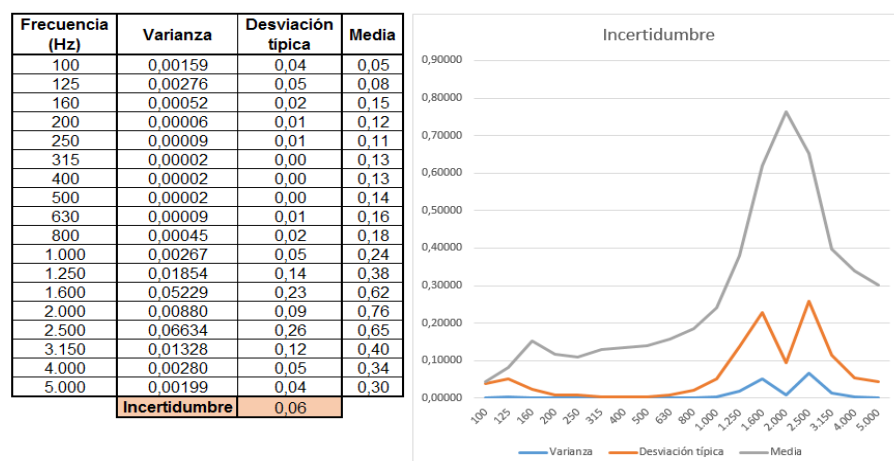 Frecuencia (Hz) Varianza Desviación típica Media
100 0,00159 0,04 0,05
125 0,00276 0,05 0,08
160 0,00052 0,02 0,15
200 0,00006 0,01 0,12
250 0,00009 0,01 0,11
315 0,00002 0,00 0,13
400 0,00002 0,00 0,13
500 0,00002 0,00 0,14
630 0,00009 0,01 0,16
800 0,00045 0,02 0,18
1.000 0,00267 0,05 0,24
1.250 0,01854 0,14 0,38
1.600 0,05229 0,23 0,62
2.000 0,00880 0,09 0,76
2.500 0,06634 0,26 0,65
3.150 0,01328 0,12 0,40
4.000 0,00280 0,05 0,34
5.000 0,00199 0,04 0,30
Incertidumbre 0,06
Incertidumbre
0,90000
0,80000
0,70000
0,60000
0,50000
0,40000
0,30000
0,20000
0,10000
0,00000
100 125 160 200 250 315 400 500 630 800 1.000 1.250 1.600 2.000 2.500 3.150 4.000 5.000
Varianza Desviación típica Media